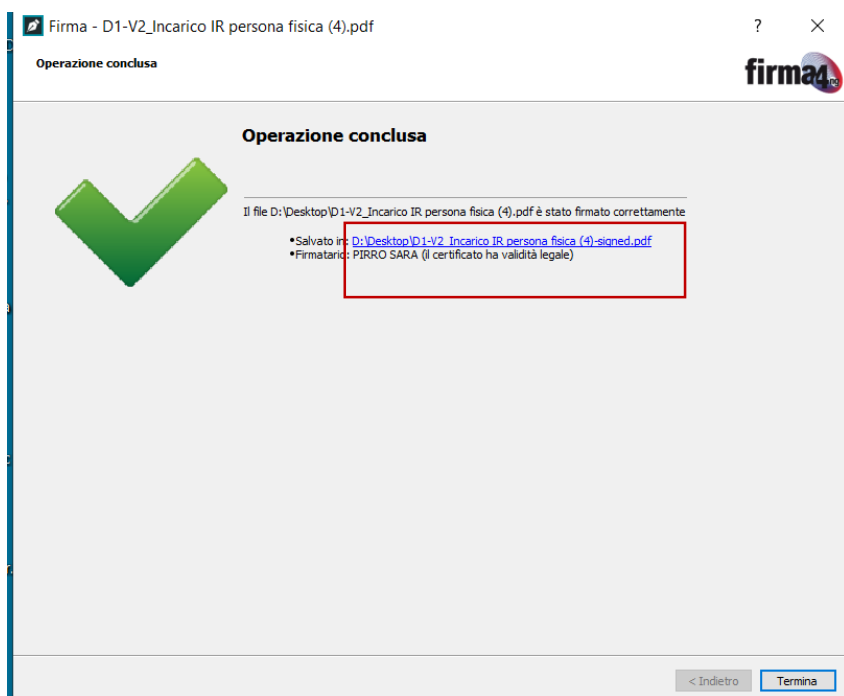 Firma - D1-V2_Incarico IR persona fisica (4).pdf ? ×
Operazione conclusa
firma4ng
Operazione conclusa
Il file D:\Desktop\D1-V2_Incarico IR persona fisica (4).pdf è stato firmato correttamente
•Salvato in: D:\Desktop\D1-V2_Incarico IR persona fisica (4)-signed.pdf
•Firmatario: PIRRO SARA (il certificato ha validità legale)
< Indietro Termina